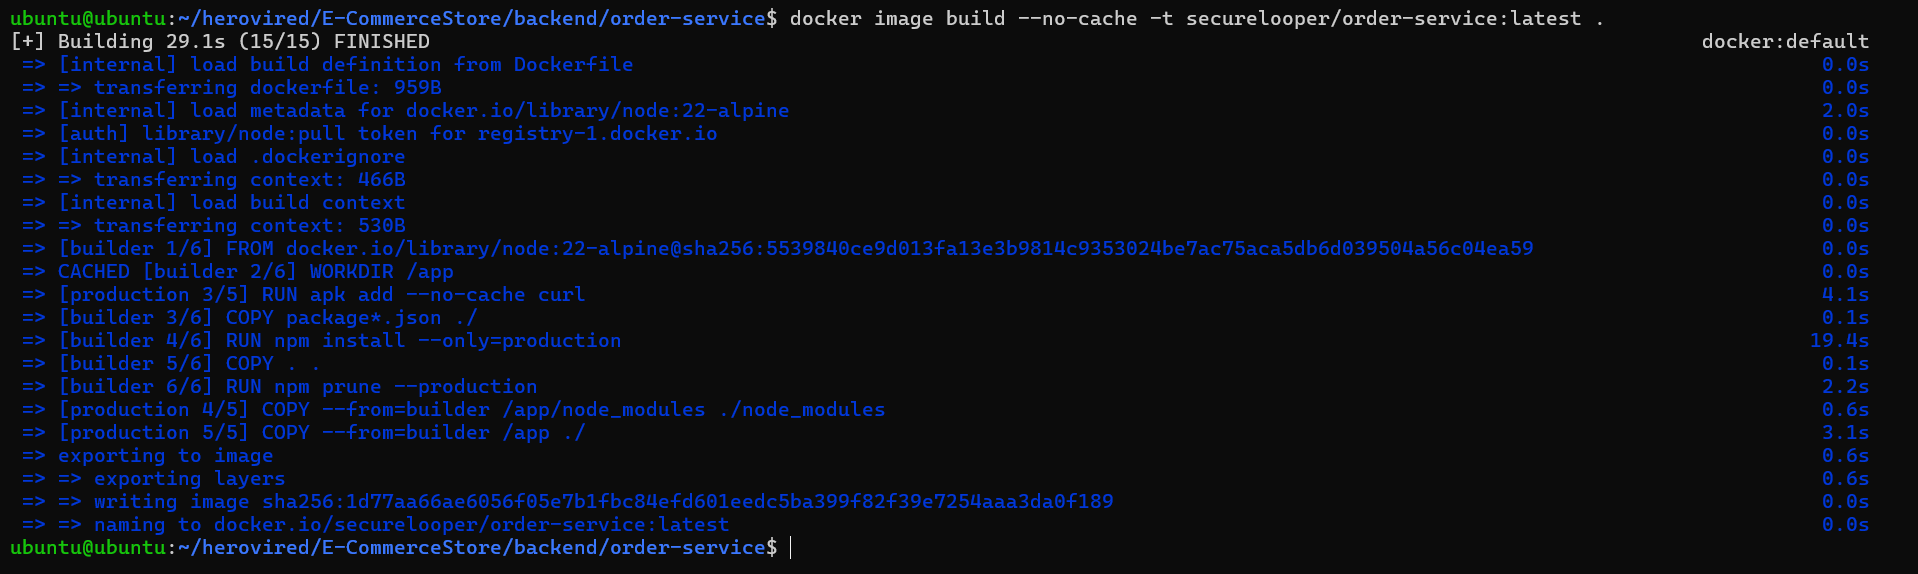 ubuntu@ubuntu:~/herovired/E-CommerceStore/backend/order-service$ docker image build --no-cache -t securelooper/order-service:latest .
[+] Building 29.1s (15/15) FINISHED docker:default
=> [internal] load build definition from Dockerfile 0.0s
=> => transferring dockerfile: 959B 0.0s
=> [internal] load metadata for docker.io/library/node:22-alpine 2.0s
=> [auth] library/node:pull token for registry-1.docker.io 0.0s
=> [internal] load .dockerignore 0.0s
=> => transferring context: 466B 0.0s
=> [internal] load build context 0.0s
=> => transferring context: 530B 0.0s
=> [builder 1/6] FROM docker.io/library/node:22-alpine@sha256:5539840ce9d013fa13e3b9814c9353024be7ac75aca5db6d039504a56c04ea59 0.0s
=> CACHED [builder 2/6] WORKDIR /app 0.0s
=> [production 3/5] RUN apk add --no-cache curl 4.1s
=> [builder 3/6] COPY package*.json ./ 0.1s
=> [builder 4/6] RUN npm install --only=production 19.4s
=> [builder 5/6] COPY . . 0.1s
=> [builder 6/6] RUN npm prune --production 2.2s
=> [production 4/5] COPY --from=builder /app/node_modules ./node_modules 0.6s
=> [production 5/5] COPY --from=builder /app ./ 3.1s
=> exporting to image 0.6s
=> => exporting layers 0.6s
=> => writing image sha256:1d77aa66ae6056f05e7b1fbc84efd601eedc5ba399f82f39e7254aaa3da0f189 0.0s
=> => naming to docker.io/securelooper/order-service:latest 0.0s
ubuntu@ubuntu:~/herovired/E-CommerceStore/backend/order-service$